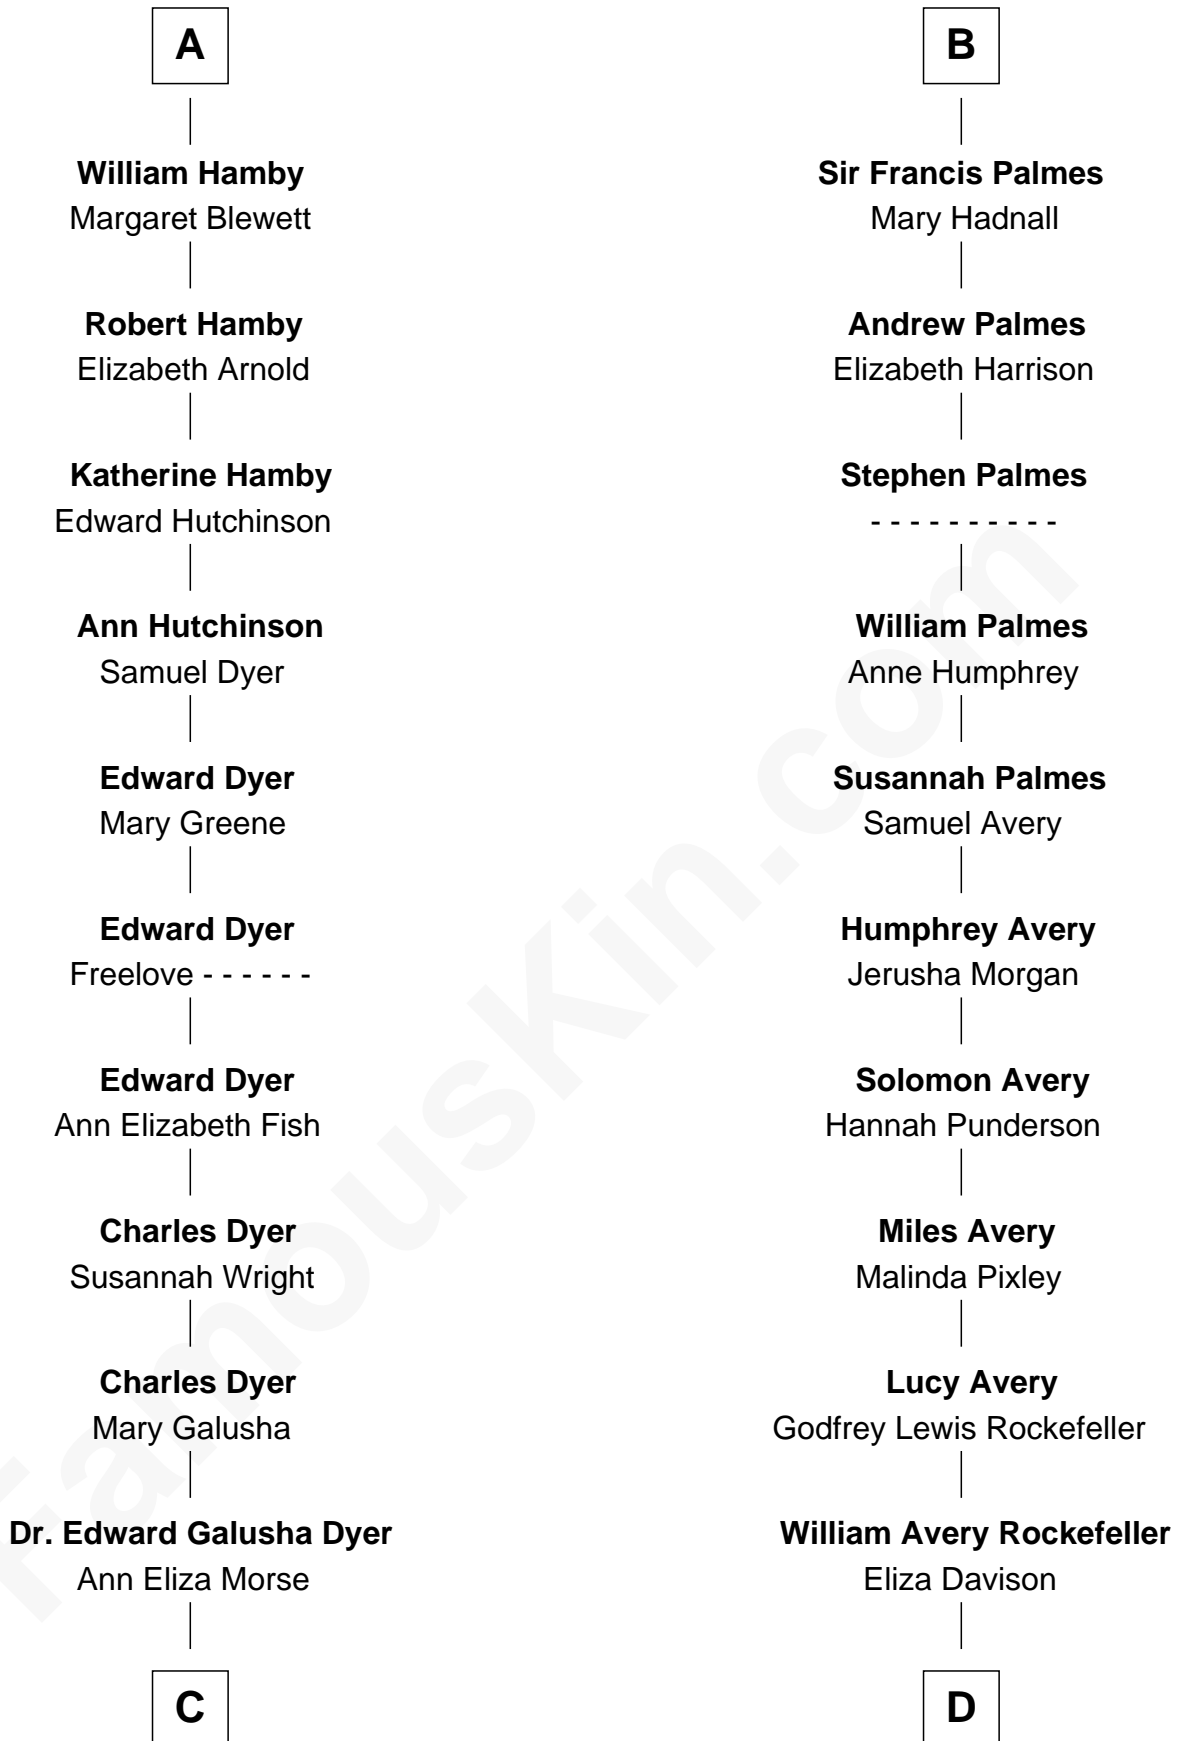 A
William Hamby
Margaret Blewett
Robert Hamby
Elizabeth Arnold
Katherine Hamby
Edward Hutchinson
Ann Hutchinson
Samuel Dyer
Edward Dyer
Mary Greene
Edward Dyer
Freelove - - - - - -
Edward Dyer
Ann Elizabeth Fish
Charles Dyer
Susannah Wright
Charles Dyer
Mary Galusha
Dr. Edward Galusha Dyer
Ann Eliza Morse
C
B
Sir Francis Palmes
Mary Hadnall
Andrew Palmes
Elizabeth Harrison
Stephen Palmes
- - - - - - - - - -
William Palmes
Anne Humphrey
Susannah Palmes
Samuel Avery
Humphrey Avery
Jerusha Morgan
Solomon Avery
Hannah Punderson
Miles Avery
Malinda Pixley
Lucy Avery
Godfrey Lewis Rockefeller
William Avery Rockefeller
Eliza Davison
D
FamousKin.com